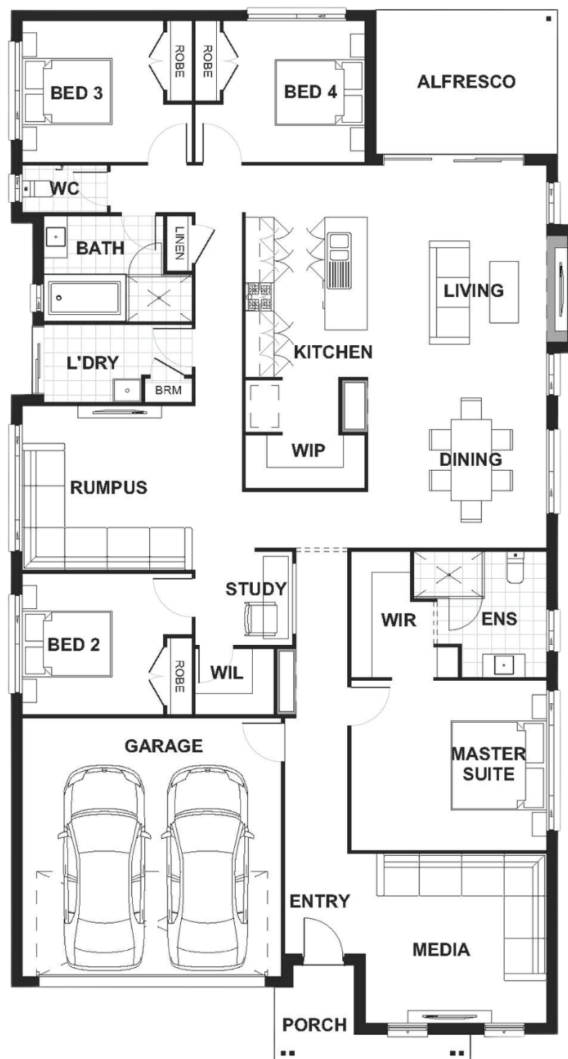 BED 3
ROBE
ROBE
BED 4
ALFRESCO
WC
BATH
LINEN
LIVING
KITCHEN
L'DRY
BRM
WIP
DINING
RUMPUS
STUDY
WIR
ENS
BED 2
ROBE
WIL
GARAGE
MASTER
SUITE
ENTRY
MEDIA
PORCH